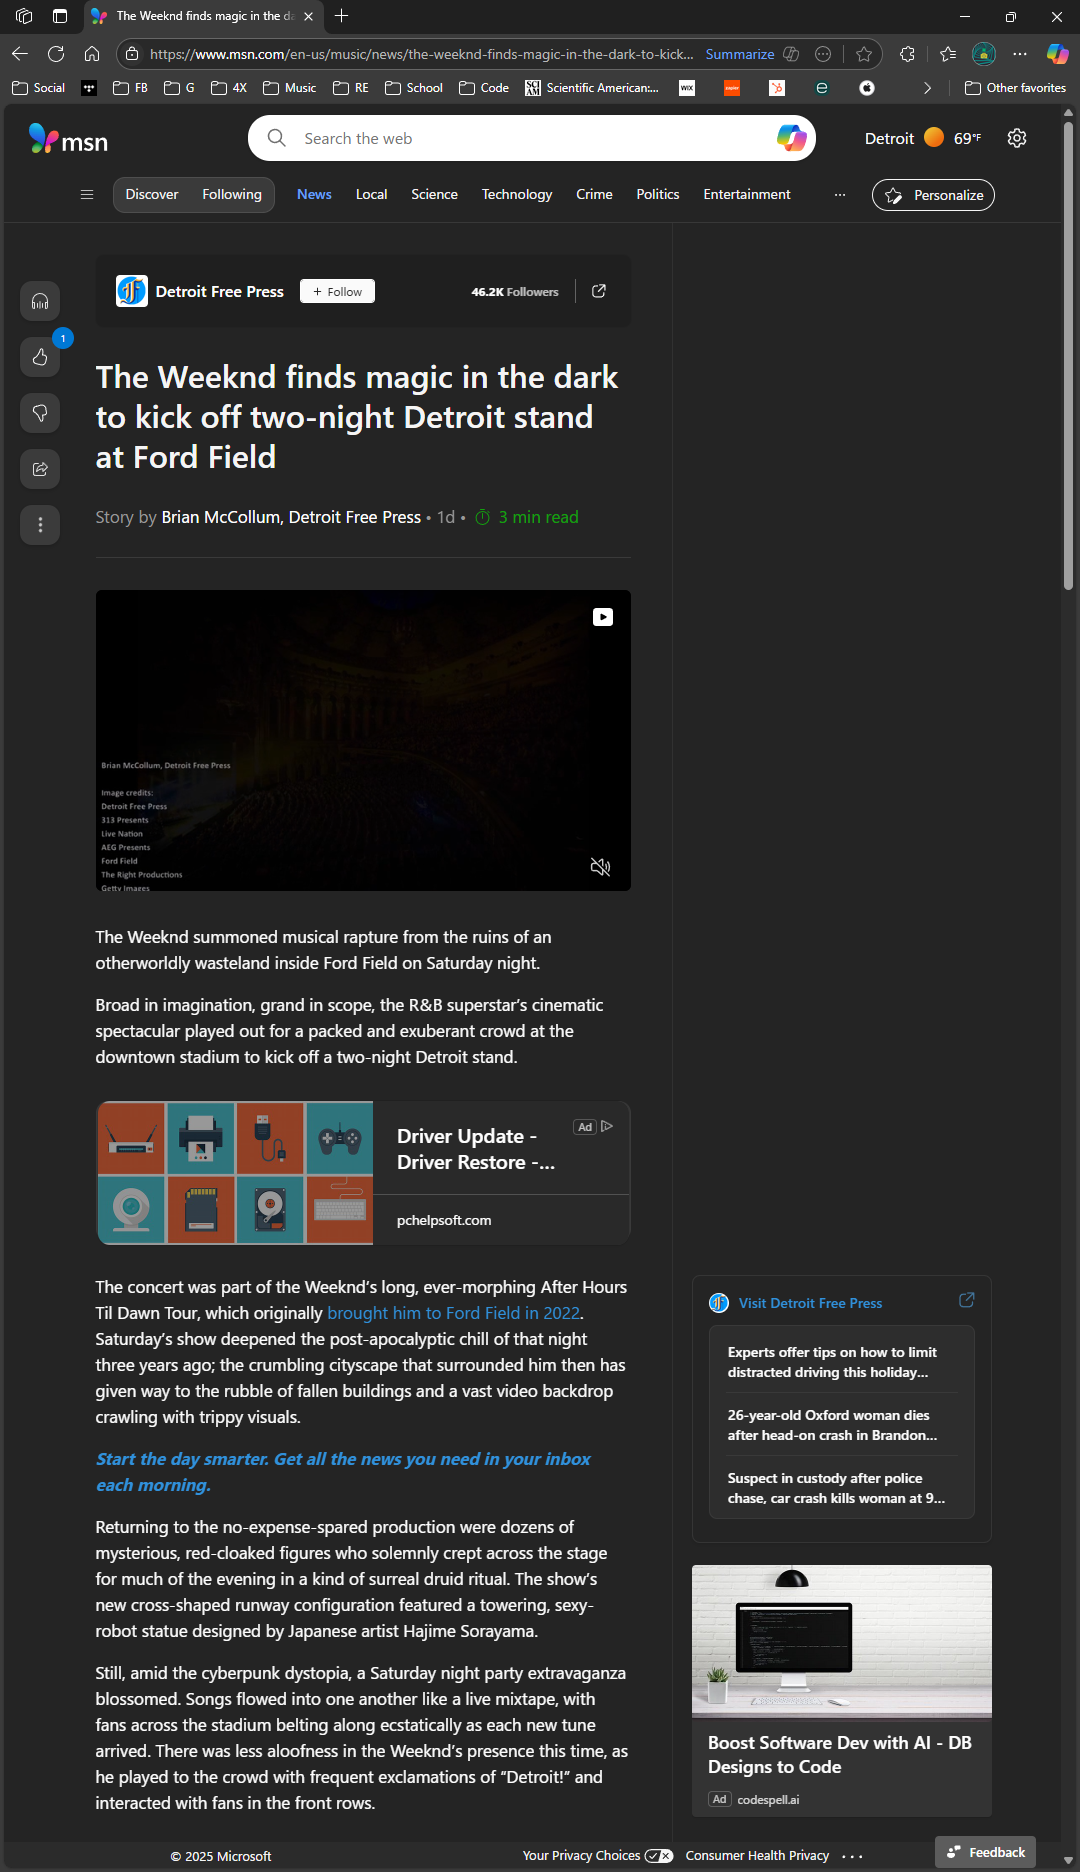 The Weeknd finds magic in the da
https://www.msn.com/en-us/music/news/the-weeknd-finds-magic-in-the-dark-to-kick...
Summarize
Social
FB
G
4X
Music
RE
School
Code
Scientific American:...
WIX
Other favorites
msn
Search the web
Detroit
69°F
Discover
Following
News
Local
Science
Technology
Crime
Politics
Entertainment
...
Personalize
Detroit Free Press
+ Follow
46.2K Followers
1
The Weeknd finds magic in the dark
to kick off two-night Detroit stand
at Ford Field
Story by Brian McCollum, Detroit Free Press • 1d • 3 min read
Brian McCollum, Detroit Free Press
Image credits:
Detroit Free Press
313 Presents
Live Nation
AEG Presents
Ford Field
The Right Productions
Getty Images
The Weeknd summoned musical rapture from the ruins of an
otherworldly wasteland inside Ford Field on Saturday night.
Broad in imagination, grand in scope, the R&B superstar’s cinematic
spectacular played out for a packed and exuberant crowd at the
downtown stadium to kick off a two-night Detroit stand.
Driver Update -
Driver Restore -...
Ad
pchelpsoft.com
The concert was part of the Weeknd’s long, ever-morphing After Hours
Til Dawn Tour, which originally brought him to Ford Field in 2022.
Saturday’s show deepened the post-apocalyptic chill of that night
three years ago; the crumbling cityscape that surrounded him then has
given way to the rubble of fallen buildings and a vast video backdrop
crawling with trippy visuals.
Start the day smarter. Get all the news you need in your inbox
each morning.
Returning to the no-expense-spared production were dozens of
mysterious, red-cloaked figures who solemnly crept across the stage
for much of the evening in a kind of surreal druid ritual. The show’s
new cross-shaped runway configuration featured a towering, sexy-
robot statue designed by Japanese artist Hajime Sorayama.
Still, amid the cyberpunk dystopia, a Saturday night party extravaganza
blossomed. Songs flowed into one another like a live mixtape, with
fans across the stadium belting along ecstatically as each new tune
arrived. There was less aloofness in the Weeknd’s presence this time, as
he played to the crowd with frequent exclamations of “Detroit!” and
interacted with fans in the front rows.
Visit Detroit Free Press
Experts offer tips on how to limit
distracted driving this holiday...
26-year-old Oxford woman dies
after head-on crash in Brandon...
Suspect in custody after police
chase, car crash kills woman at 9...
Boost Software Dev with AI - DB
Designs to Code
Ad codespell.ai
© 2025 Microsoft
Your Privacy Choices
Consumer Health Privacy
...
Feedback